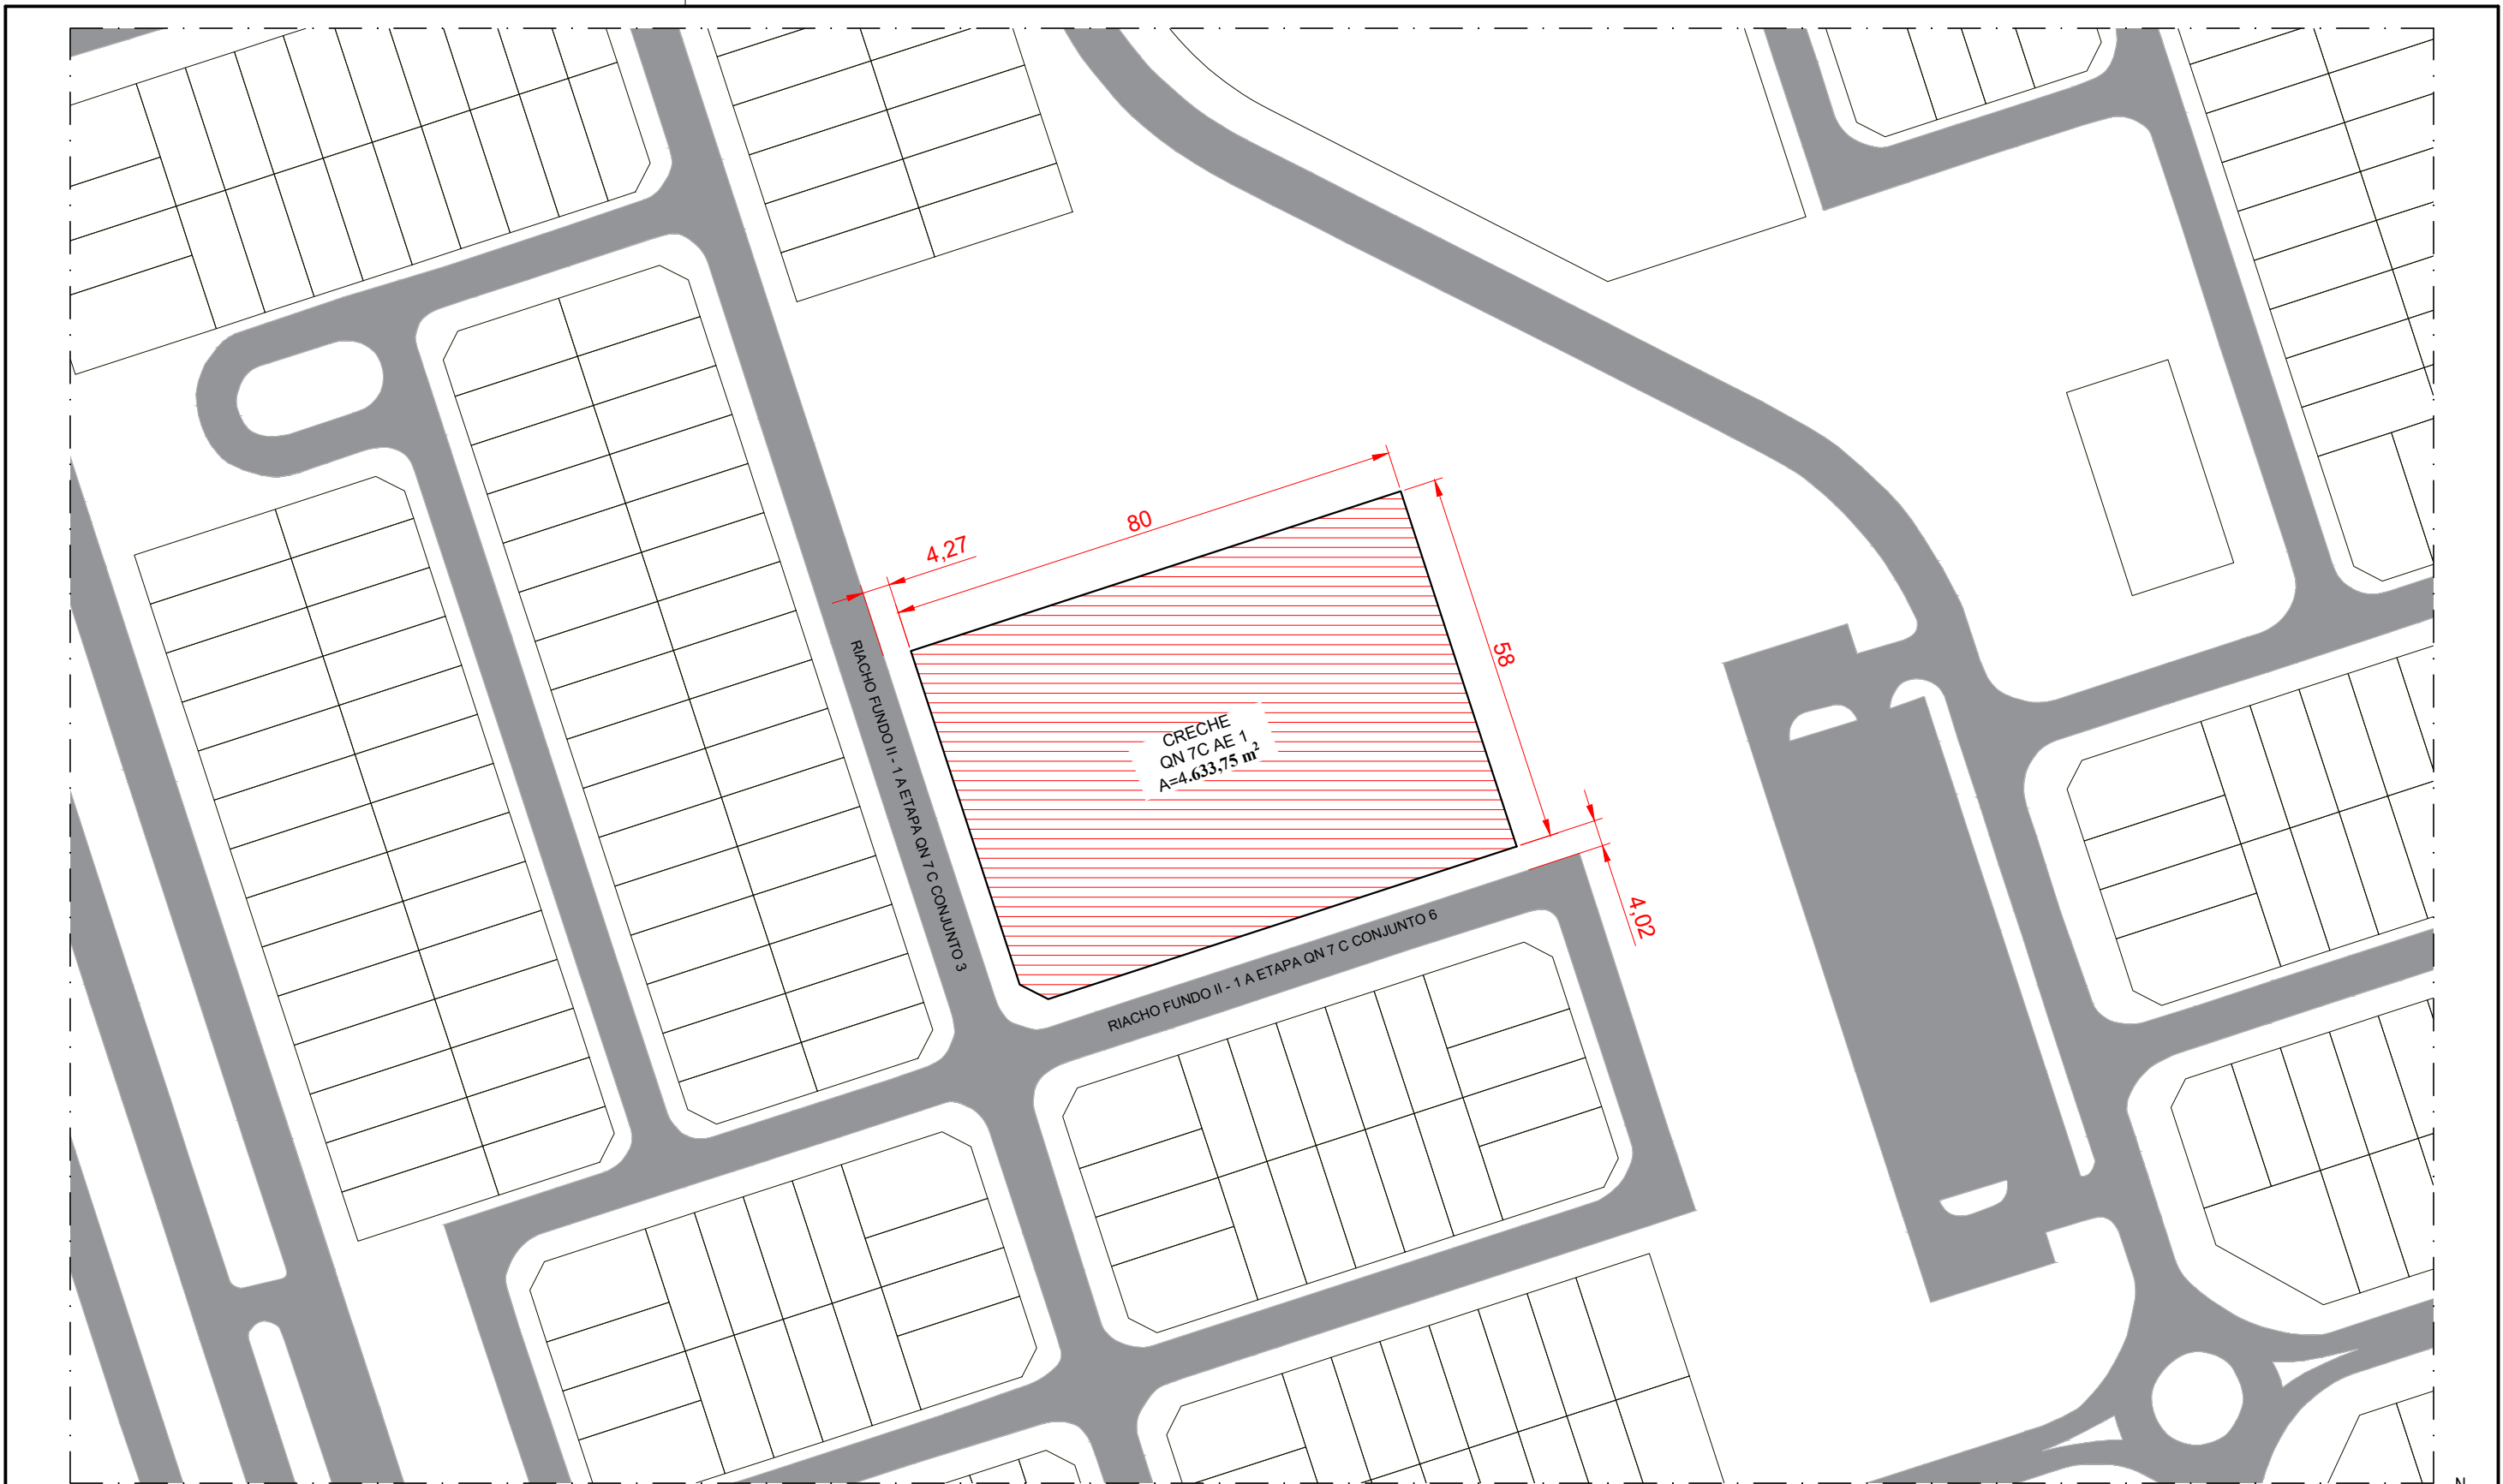 80
4,27
58
RIACHO FUNDO II - 1 A ETAPA QN 7 C CONJUNTO 3
CRECHE
QN 7C AE 1
A=4.633,75 m²
4,02
RIACHO FUNDO II - 1 A ETAPA QN 7 C CONJUNTO 6
N